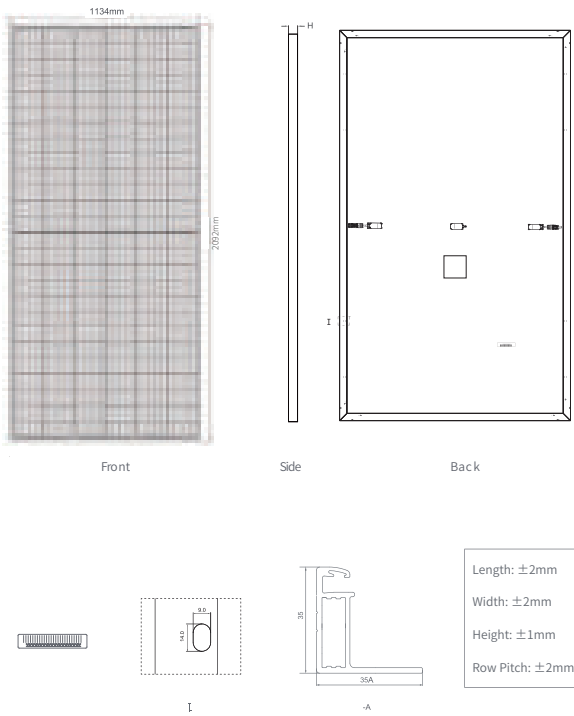 1134mm
H
2092mm
I
Front
Side
Back
9.0
14.0
35
35A
I
-A
Length: ±2mm
Width: ±2mm
Height: ±1mm
Row Pitch: ±2mm